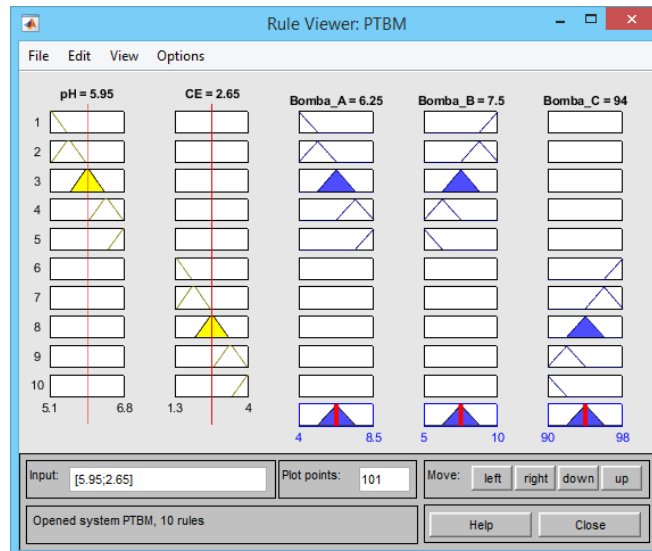 Rule Viewer: PTBM
File Edit View Options
pH = 5.95 CE = 2.65 Bomba_A = 6.25 Bomba_B = 7.5 Bomba_C = 94
1
2
3
4
5
6
7
8
9
10
5.1 6.8 1.3 4
4 8.5 5 10 90 98
Input: [5.95;2.65] Plot points: 101 Move: left right down up
Opened system PTBM, 10 rules Help Close